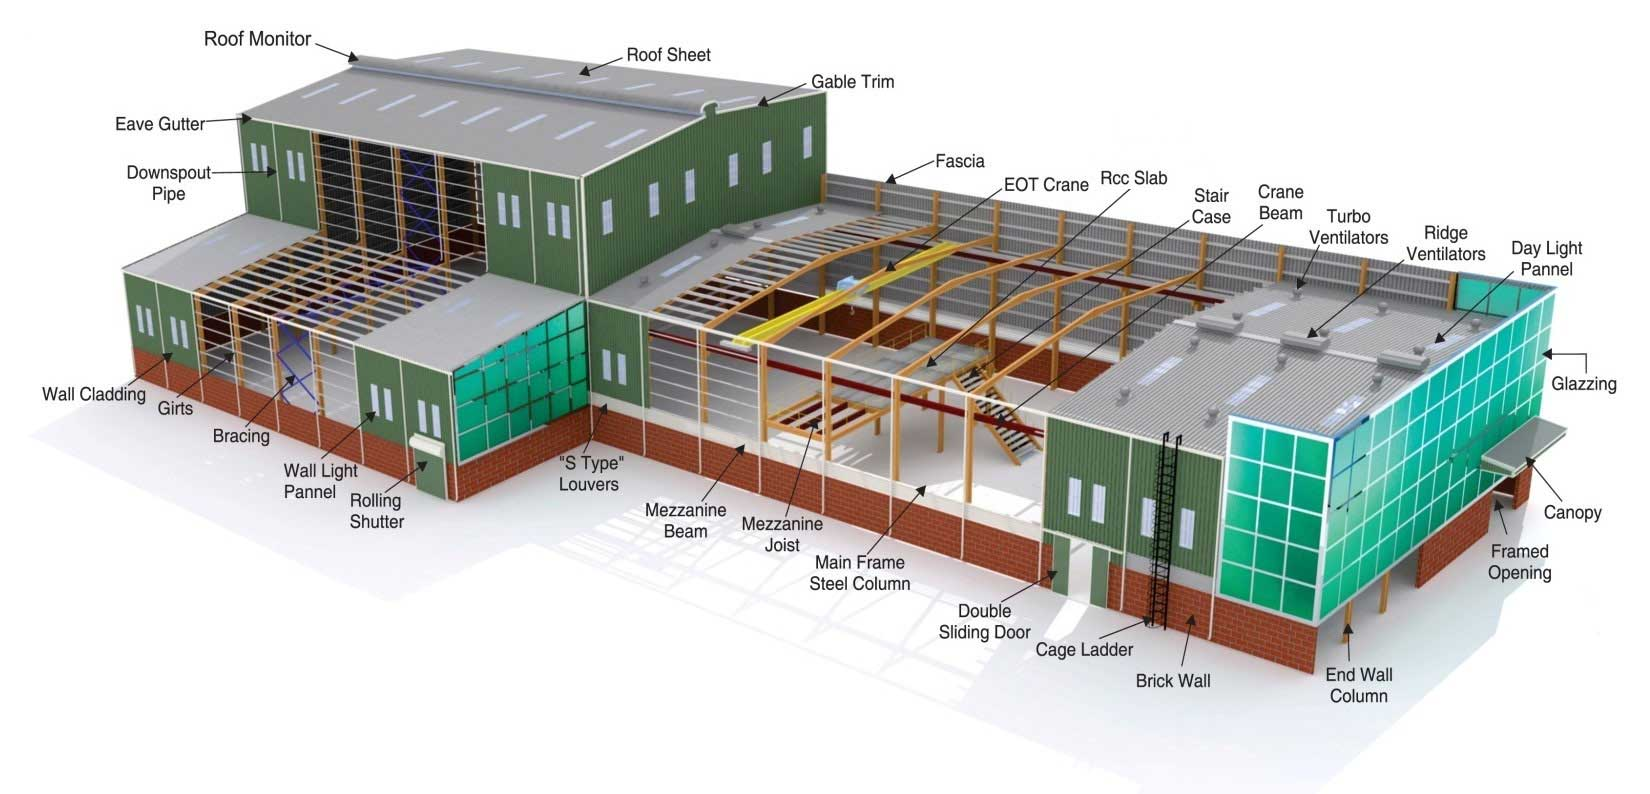 Roof Monitor
Roof Sheet
Gable Trim
Eave Gutter
Downspout
Pipe
Fascia
EOT Crane
Rcc Slab
Stair
Case
Crane
Beam
Turbo
Ventilators
Ridge
Ventilators
Day Light
Pannel
Wall Cladding
Girts
Bracing
Wall Light
Pannel
Rolling
Shutter
"S Type"
Louvers
Mezzanine
Beam
Mezzanine
Joist
Main Frame
Steel Column
Double
Sliding Door
Cage Ladder
Brick Wall
End Wall
Column
Framed
Opening
Canopy
Glazzing